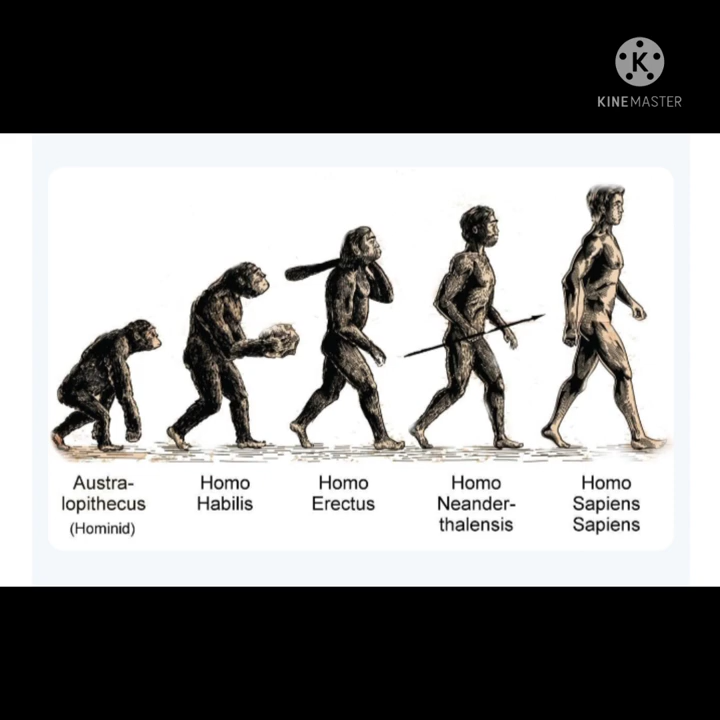 K
KINEMASTER
Austra-
lopithecus
(Hominid)
Homo
Habilis
Homo
Erectus
Homo
Neander-
thalensis
Homo
Sapiens
Sapiens